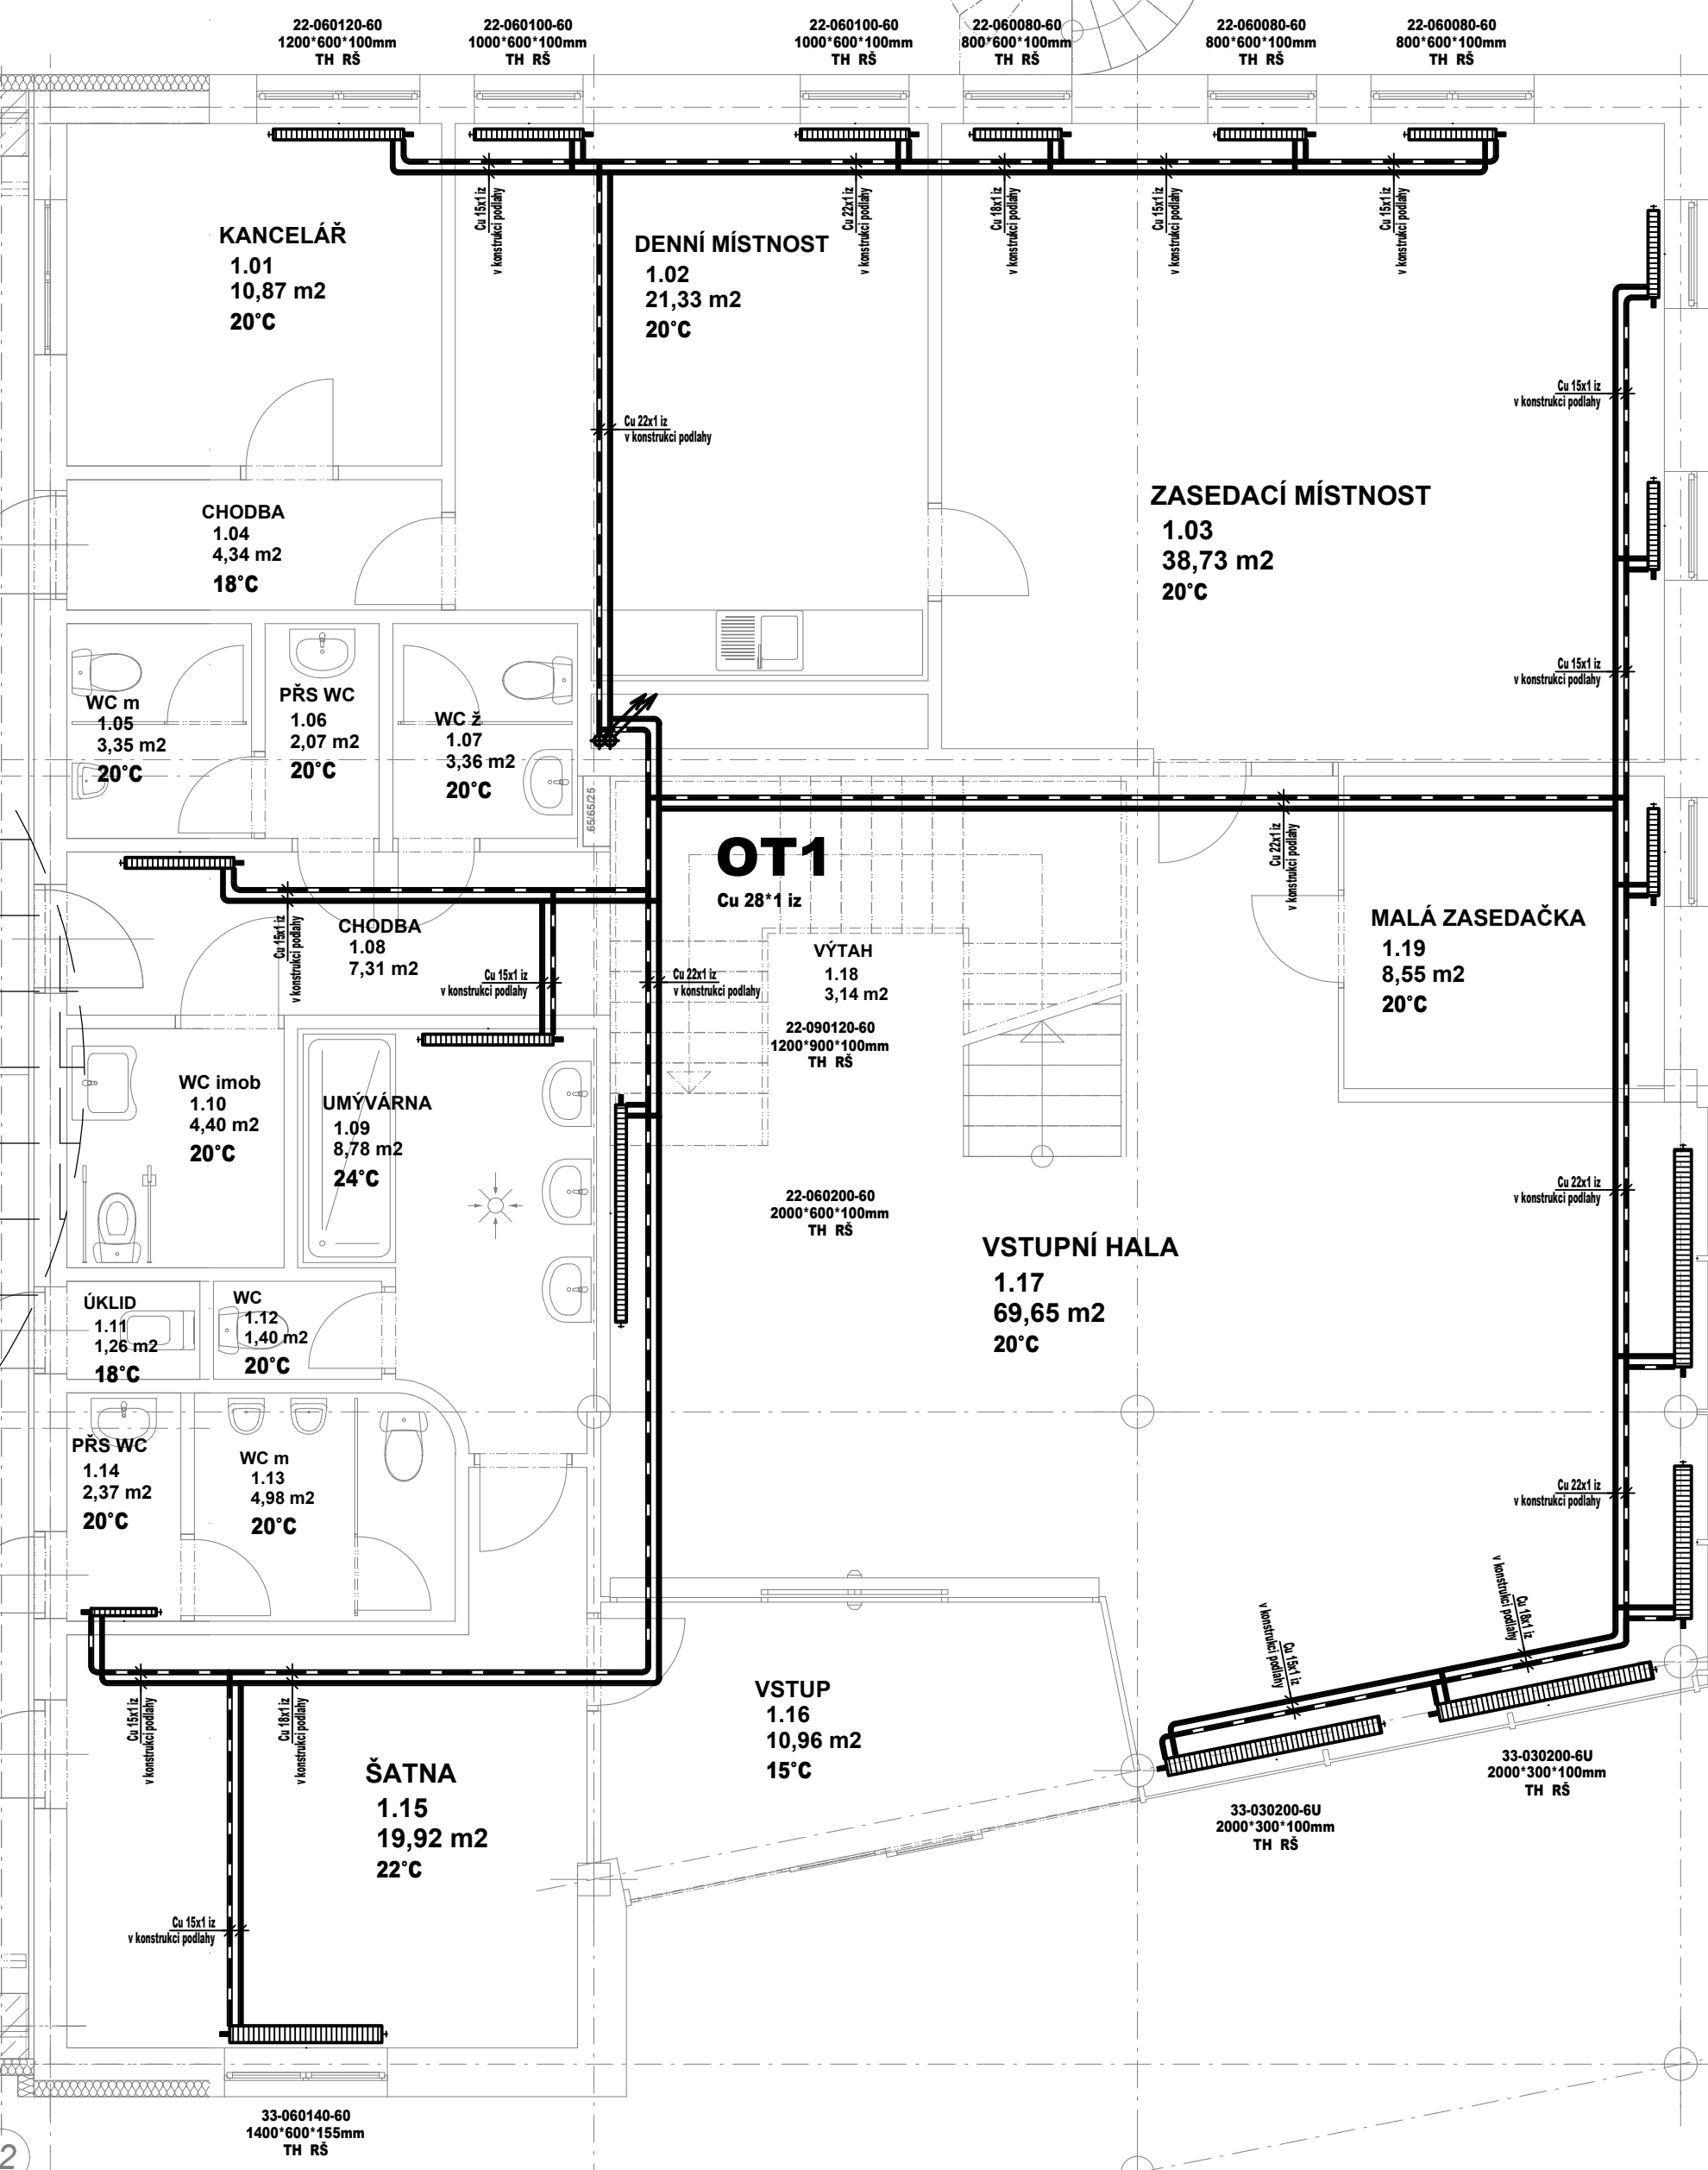 22-060120-60
1200*600*100mm
TH RŠ
22-060100-60
1000*600*100mm
TH RŠ
22-060100-60
1000*600*100mm
TH RŠ
22-060080-60
800*600*100mm
TH RŠ
22-060080-60
800*600*100mm
TH RŠ
22-060080-60
800*600*100mm
TH RŠ
Cu 15x1 iz
v konstrukci podlahy
Cu 22x1 iz
v konstrukci podlahy
Cu 18x1 iz
v konstrukci podlahy
Cu 15x1 iz
v konstrukci podlahy
Cu 15x1 iz
v konstrukci podlahy
KANCELÁŘ
1.01
10,87 m2
20°C
DENNÍ MÍSTNOST
1.02
21,33 m2
20°C
Cu 15x1 iz
v konstrukci podlahy
Cu 22x1 iz
v konstrukci podlahy
CHODBA
1.04
4,34 m2
18°C
ZASEDACÍ MÍSTNOST
1.03
38,73 m2
20°C
Cu 15x1 iz
v konstrukci podlahy
WC m
1.05
3,35 m2
20°C
PŘS WC
1.06
2,07 m2
20°C
WC ž
1.07
3,36 m2
20°C
65/65/25
OT1
Cu 28*1 iz
Cu 22x1 iz
v konstrukci podlahy
Cu 15x1 iz
v konstrukci podlahy
CHODBA
1.08
7,31 m2
Cu 15x1 iz
v konstrukci podlahy
Cu 22x1 iz
v konstrukci podlahy
VÝTAH
1.18
3,14 m2
MALÁ ZASEDAČKA
1.19
8,55 m2
20°C
22-090120-60
1200*900*100mm
TH RŠ
WC imob
1.10
4,40 m2
20°C
UMÝVÁRNA
1.09
8,78 m2
24°C
22-060200-60
2000*600*100mm
TH RŠ
Cu 22x1 iz
v konstrukci podlahy
VSTUPNÍ HALA
1.17
69,65 m2
20°C
ÚKLID
1.11
1,26 m2
18°C
WC
1.12
1,40 m2
20°C
PŘS WC
1.14
2,37 m2
20°C
WC m
1.13
4,98 m2
20°C
Cu 22x1 iz
v konstrukci podlahy
Cu 18x1 iz
v konstrukci podlahy
Cu 15x1 iz
v konstrukci podlahy
Cu 15x1 iz
v konstrukci podlahy
Cu 18x1 iz
v konstrukci podlahy
VSTUP
1.16
10,96 m2
15°C
ŠATNA
1.15
19,92 m2
22°C
33-030200-6U
2000*300*100mm
TH RŠ
33-030200-6U
2000*300*100mm
TH RŠ
Cu 15x1 iz
v konstrukci podlahy
33-060140-60
1400*600*155mm
TH RŠ
2